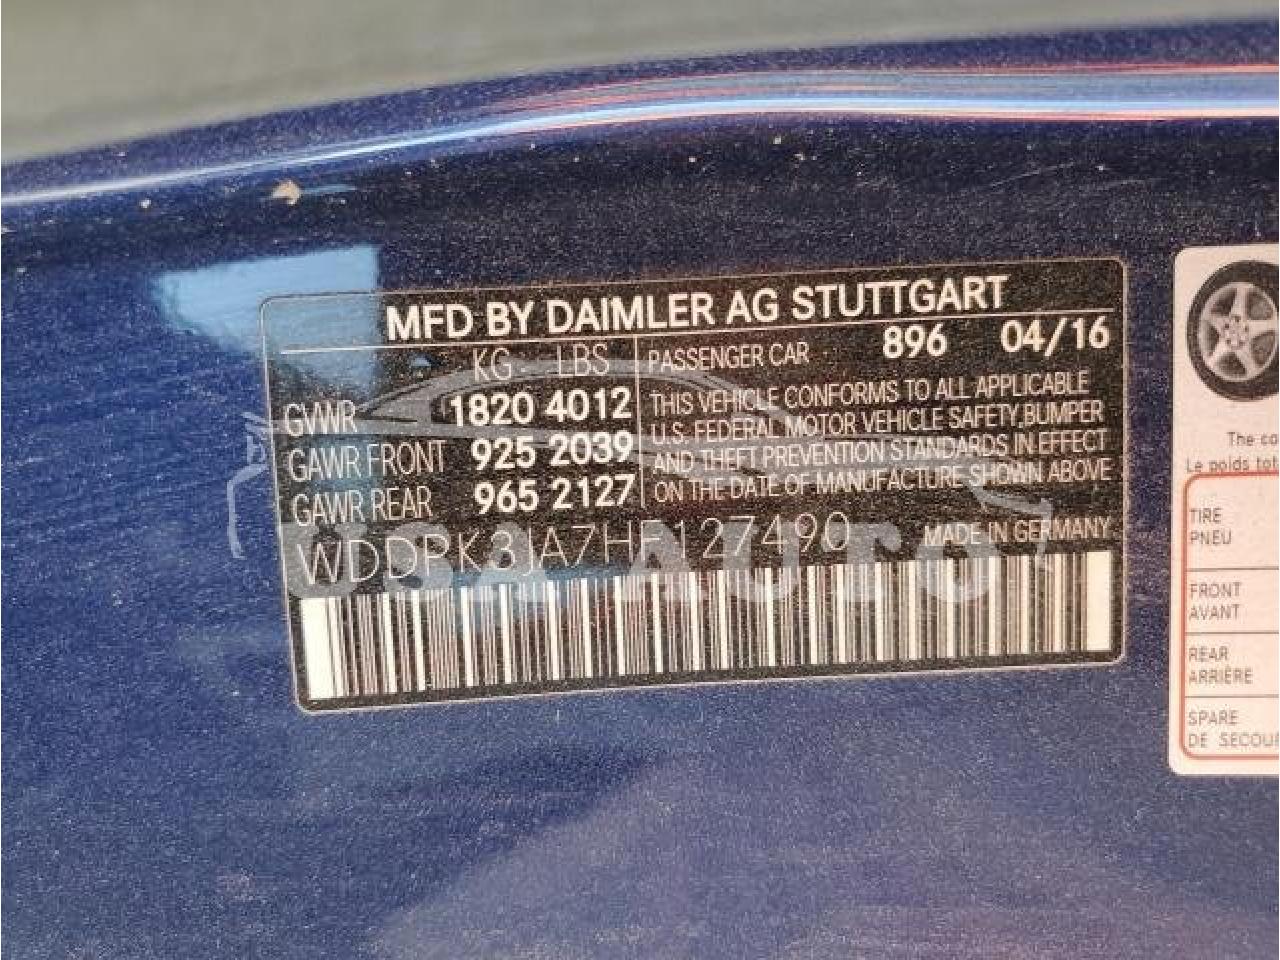 MFD BY DAIMLER AG STUTTGART
KG LBS
GVWR 1820 4012
GAWR FRONT 925 2039
GAWR REAR 965 2127
PASSENGER CAR 896 04/16
THIS VEHICLE CONFORMS TO ALL APPLICABLE
U.S. FEDERAL MOTOR VEHICLE SAFETY, BUMPER
AND THEFT PREVENTION STANDARDS IN EFFECT
ON THE DATE OF MANUFACTURE SHOWN ABOVE
WDDPK3JA7HF127490 MADE IN GERMANY
USA AUTO
The
Le poids
TIRE
PNEU
FRONT
AVANT
REAR
ARRIÈRE
SPARE
DE